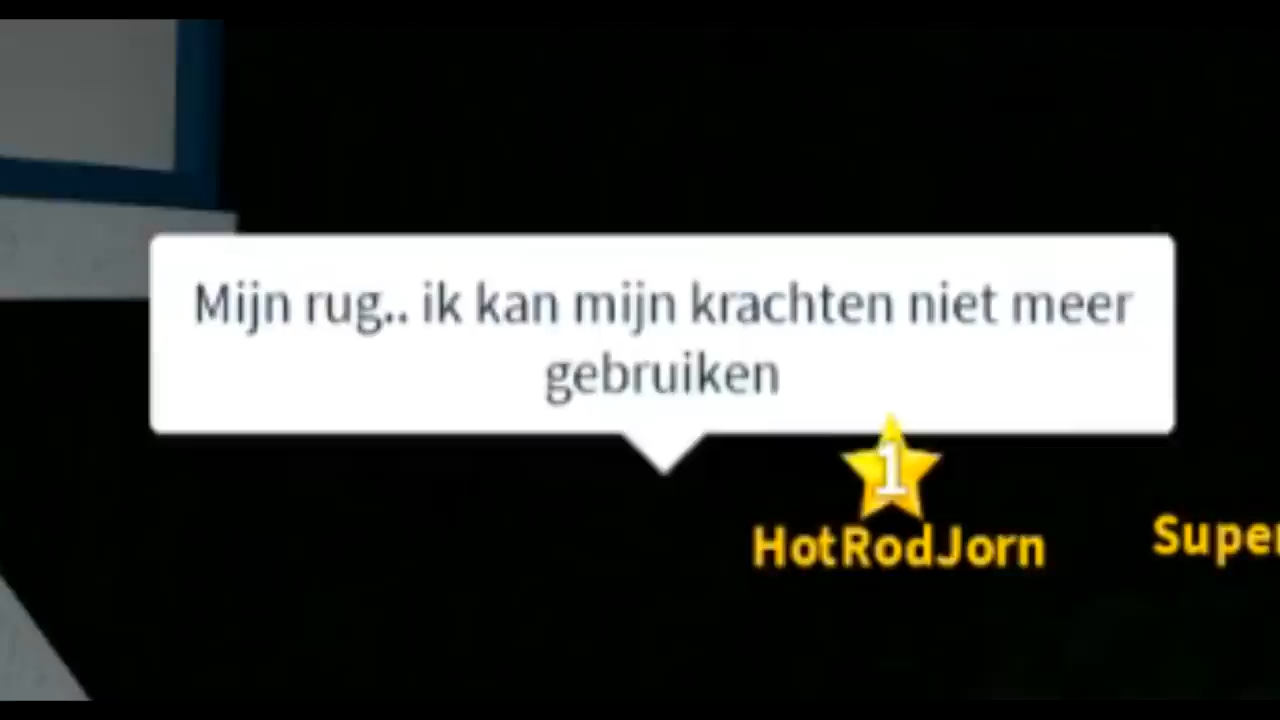 Mijn rug.. ik kan mijn krachten niet meer
gebruiken
1
HotRodJorn
Super